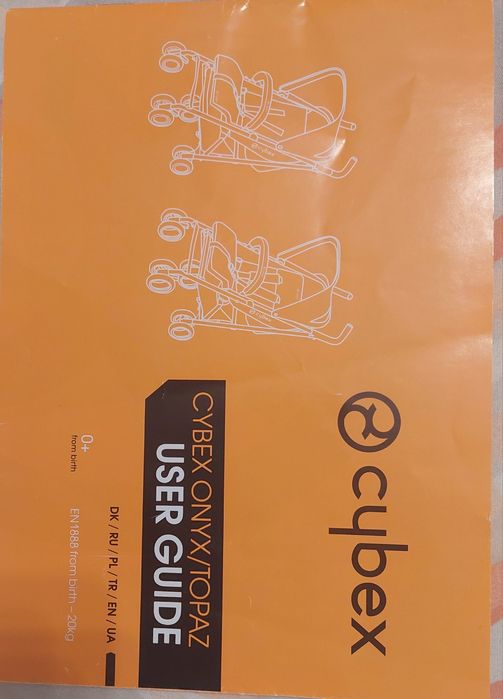 cybex
CYBEX ONYX/TOPAZ
USER GUIDE
DK / RU / PL / TR / EN / UA
0+
from birth
EN1888 from birth – 20kg